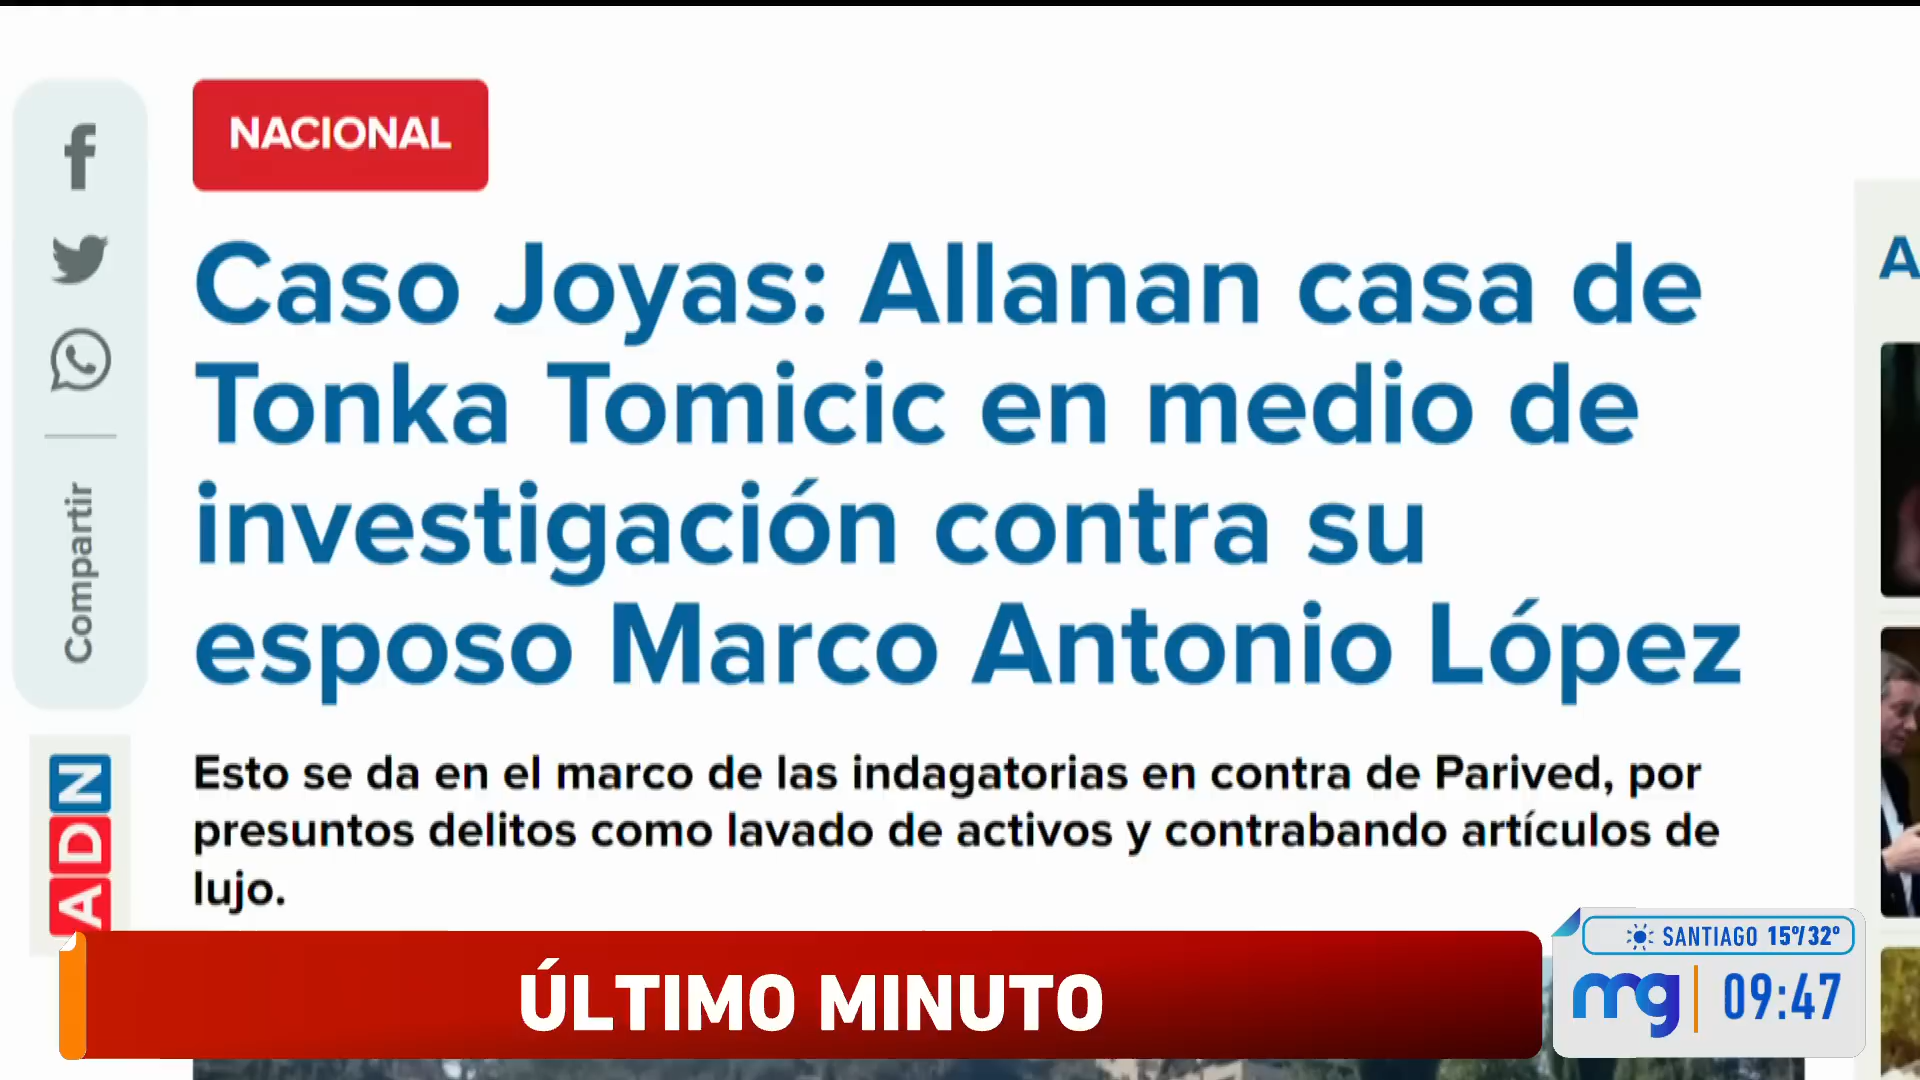 NACIONAL
Caso Joyas: Allanan casa de
Tonka Tomicic en medio de
investigación contra su
esposo Marco Antonio López
Esto se da en el marco de las indagatorias en contra de Parived, por
presuntos delitos como lavado de activos y contrabando artículos de
lujo.
Compartir
ADN
A
ÚLTIMO MINUTO
SANTIAGO 15º/32º
mg 09:47